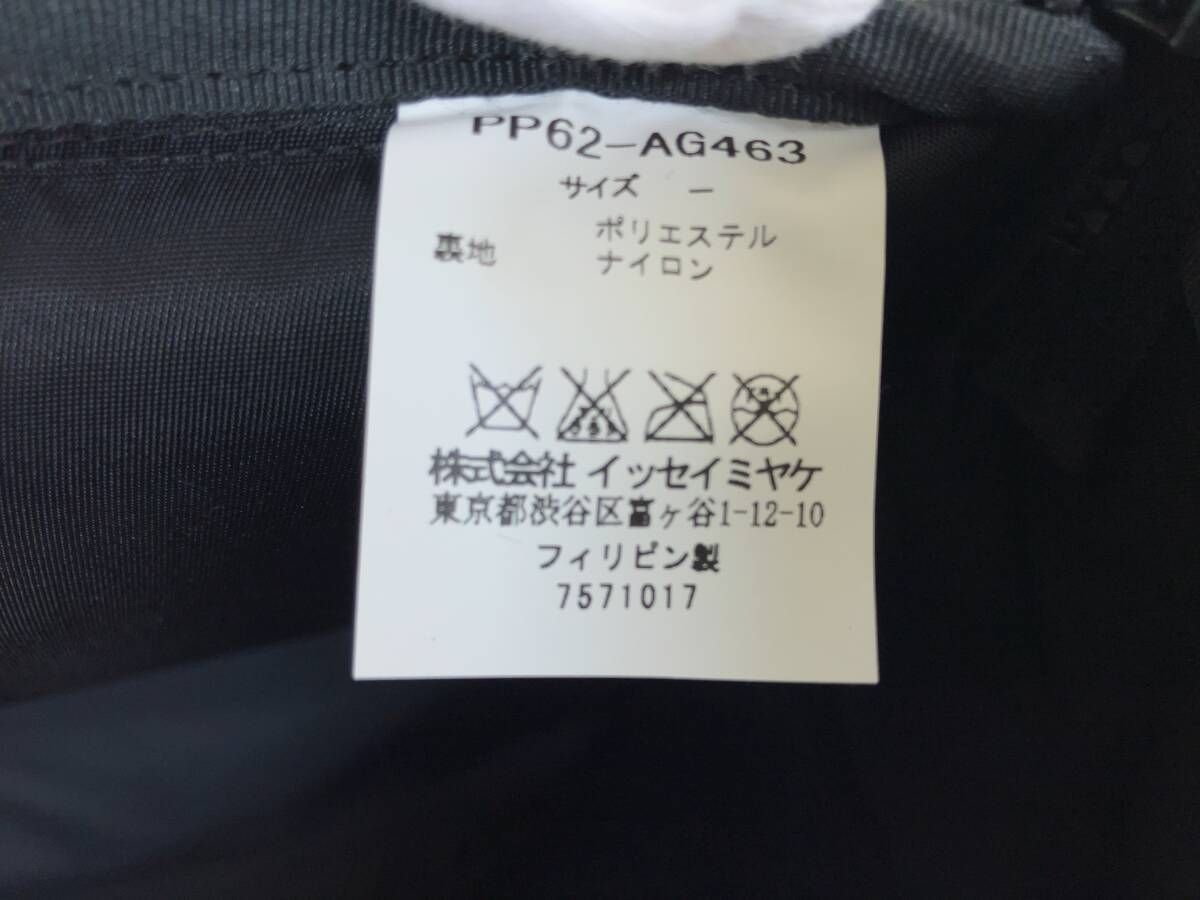 PP62-AG463
サイズ －
裏地 ポリエステル
ナイロン
株式会社 イッセイミヤケ
東京都渋谷区富ヶ谷1-12-10
フィリピン製
7571017